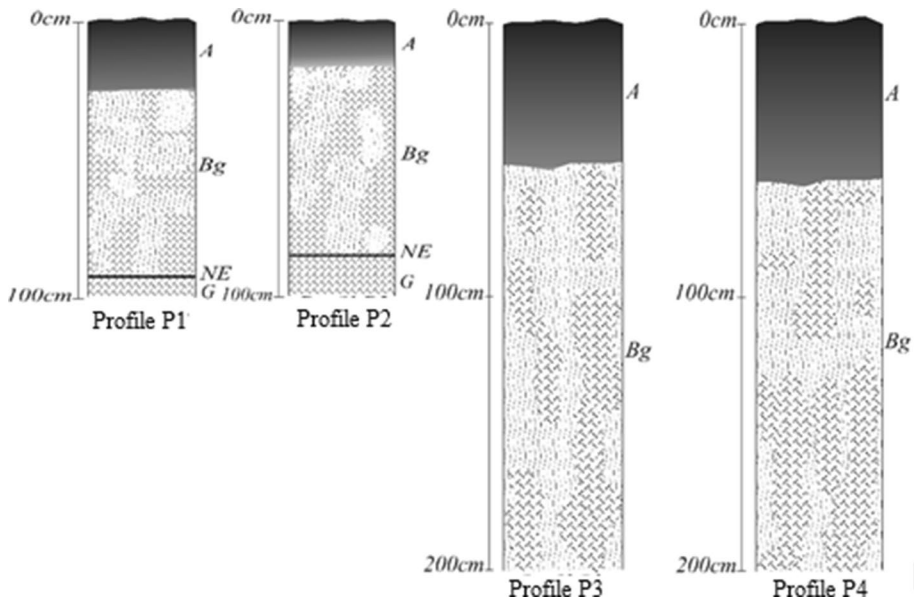 0cm
A
Bg
NE
G
100cm
Profile P1
0cm
A
Bg
NE
G
100cm
Profile P2
0cm
A
100cm
Bg
200cm
Profile P3
0cm
A
100cm
Bg
200cm
Profile P4